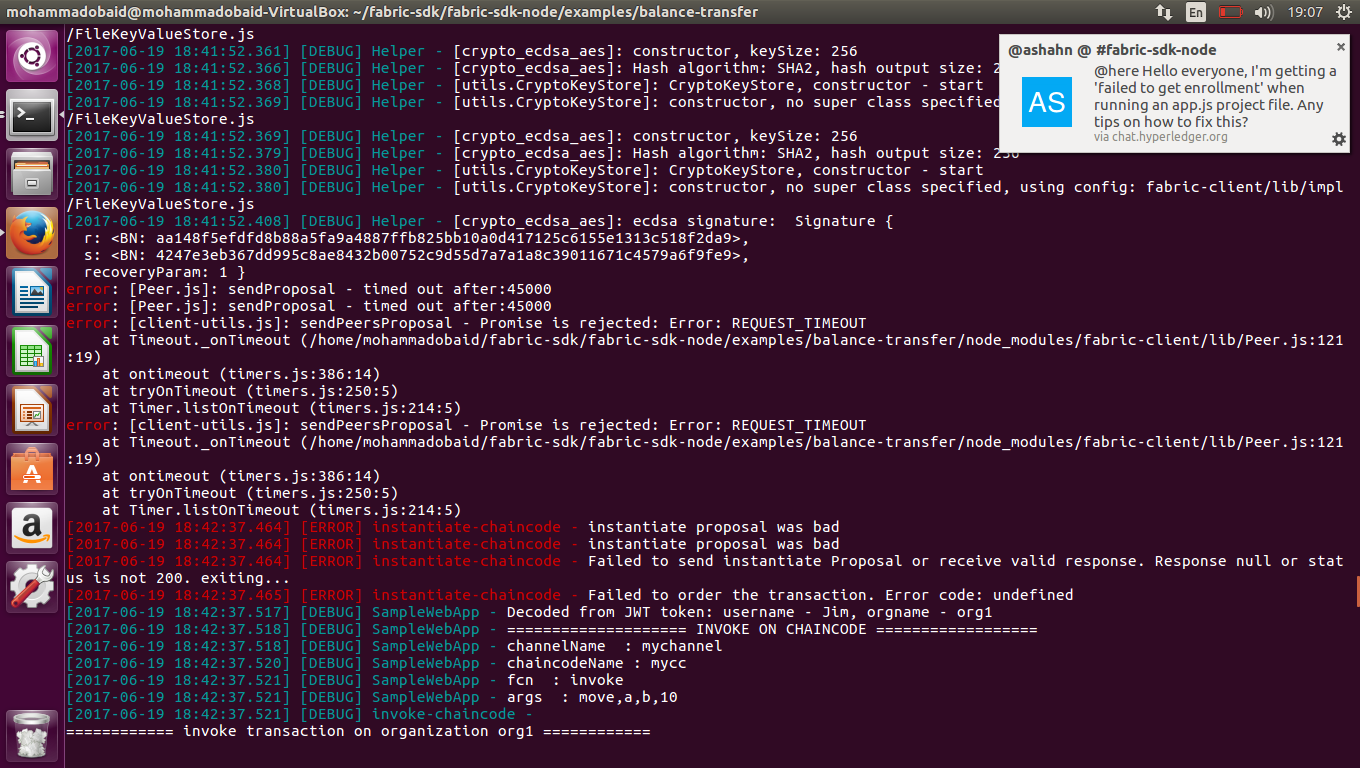 mohammadobaid@mohammadobaid-VirtualBox: ~/fabric-sdk/fabric-sdk-node/examples/balance-transfer
En
19:07
/FileKeyValueStore.js
[2017-06-19 18:41:52.361] [DEBUG] Helper - [crypto_ecdsa_aes]: constructor, keySize: 256
[2017-06-19 18:41:52.366] [DEBUG] Helper - [crypto_ecdsa_aes]: Hash algorithm: SHA2, hash output size: 2
[2017-06-19 18:41:52.368] [DEBUG] Helper - [utils.CryptoKeyStore]: CryptoKeyStore, constructor - start
[2017-06-19 18:41:52.369] [DEBUG] Helper - [utils.CryptoKeyStore]: constructor, no super class specified,
/FileKeyValueStore.js
[2017-06-19 18:41:52.369] [DEBUG] Helper - [crypto_ecdsa_aes]: constructor, keySize: 256
[2017-06-19 18:41:52.379] [DEBUG] Helper - [crypto_ecdsa_aes]: Hash algorithm: SHA2, hash output size: 256
[2017-06-19 18:41:52.380] [DEBUG] Helper - [utils.CryptoKeyStore]: CryptoKeyStore, constructor - start
[2017-06-19 18:41:52.380] [DEBUG] Helper - [utils.CryptoKeyStore]: constructor, no super class specified, using config: fabric-client/lib/impl
/FileKeyValueStore.js
[2017-06-19 18:41:52.408] [DEBUG] Helper - [crypto_ecdsa_aes]: ecdsa signature:  Signature {
  r: <BN: aa148f5efdfd8b88a5fa9a4887ffb825bb10a0d417125c6155e1313c518f2da9>,
  s: <BN: 4247e3eb367dd995c8ae8432b00752c9d55d7a7a1a8c39011671c4579a6f9fe9>,
  recoveryParam: 1 }
error: [Peer.js]: sendProposal - timed out after:45000
error: [Peer.js]: sendProposal - timed out after:45000
error: [client-utils.js]: sendPeersProposal - Promise is rejected: Error: REQUEST_TIMEOUT
    at Timeout._onTimeout (/home/mohammadobaid/fabric-sdk/fabric-sdk-node/examples/balance-transfer/node_modules/fabric-client/lib/Peer.js:121
:19)
    at ontimeout (timers.js:386:14)
    at tryOnTimeout (timers.js:250:5)
    at Timer.listOnTimeout (timers.js:214:5)
error: [client-utils.js]: sendPeersProposal - Promise is rejected: Error: REQUEST_TIMEOUT
    at Timeout._onTimeout (/home/mohammadobaid/fabric-sdk/fabric-sdk-node/examples/balance-transfer/node_modules/fabric-client/lib/Peer.js:121
:19)
    at ontimeout (timers.js:386:14)
    at tryOnTimeout (timers.js:250:5)
    at Timer.listOnTimeout (timers.js:214:5)
[2017-06-19 18:42:37.464] [ERROR] instantiate-chaincode - instantiate proposal was bad
[2017-06-19 18:42:37.464] [ERROR] instantiate-chaincode - instantiate proposal was bad
[2017-06-19 18:42:37.464] [ERROR] instantiate-chaincode - Failed to send instantiate Proposal or receive valid response. Response null or stat
us is not 200. exiting...
[2017-06-19 18:42:37.465] [ERROR] instantiate-chaincode - Failed to order the transaction. Error code: undefined
[2017-06-19 18:42:37.517] [DEBUG] SampleWebApp - Decoded from JWT token: username - Jim, orgname - org1
[2017-06-19 18:42:37.518] [DEBUG] SampleWebApp - ==================== INVOKE ON CHAINCODE ==================
[2017-06-19 18:42:37.518] [DEBUG] SampleWebApp - channelName  : mychannel
[2017-06-19 18:42:37.520] [DEBUG] SampleWebApp - chaincodeName : mycc
[2017-06-19 18:42:37.521] [DEBUG] SampleWebApp - fcn  : invoke
[2017-06-19 18:42:37.521] [DEBUG] SampleWebApp - args  : move,a,b,10
[2017-06-19 18:42:37.521] [DEBUG] invoke-chaincode -
============ invoke transaction on organization org1 ============
@ashahn @ #fabric-sdk-node
AS
@here Hello everyone, I'm getting a
'failed to get enrollment' when
running an app.js project file. Any
tips on how to fix this?
via chat.hyperledger.org